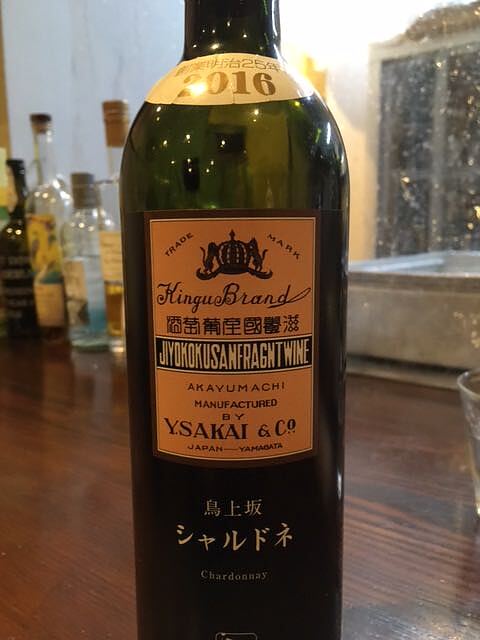 創業明治25年
2016
TRADE MARK
Kingu Brand
酒萄葡産國醸滋
JIYOKOKUSANFRAGNTWINE
AKAYUMACHI
MANUFACTURED
BY
Y.SAKAI & Co.
JAPAN—YAMAGATA
鳥上坂
シャルドネ
Chardonnay